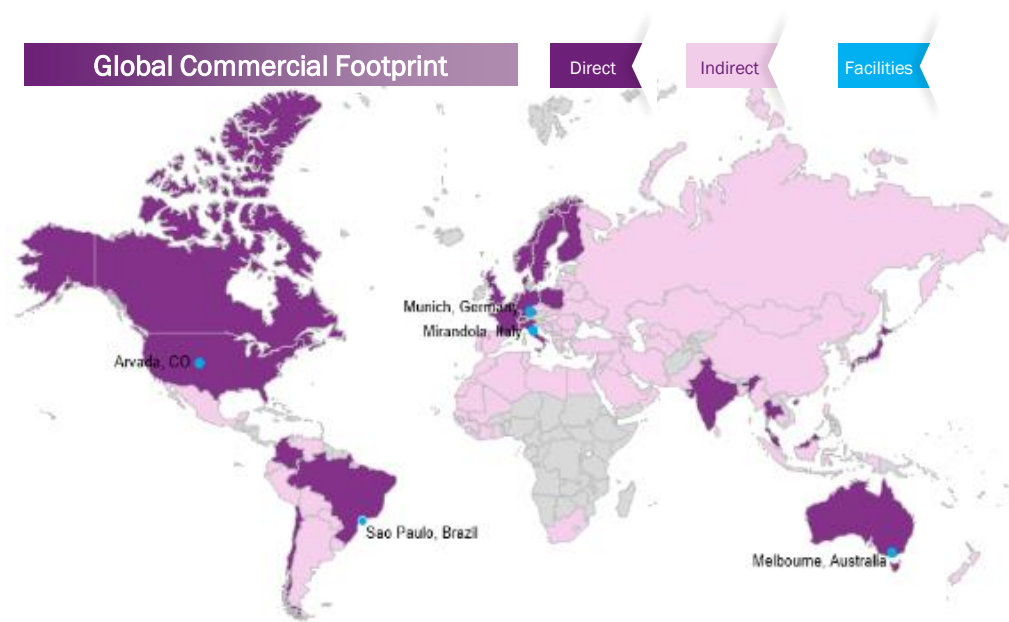 Global Commercial Footprint
Direct
Indirect
Facilities
Munich, Germany
Mirandola, Italy
Arvada, CO
Sao Paulo, Brazil
Melbourne, Australia